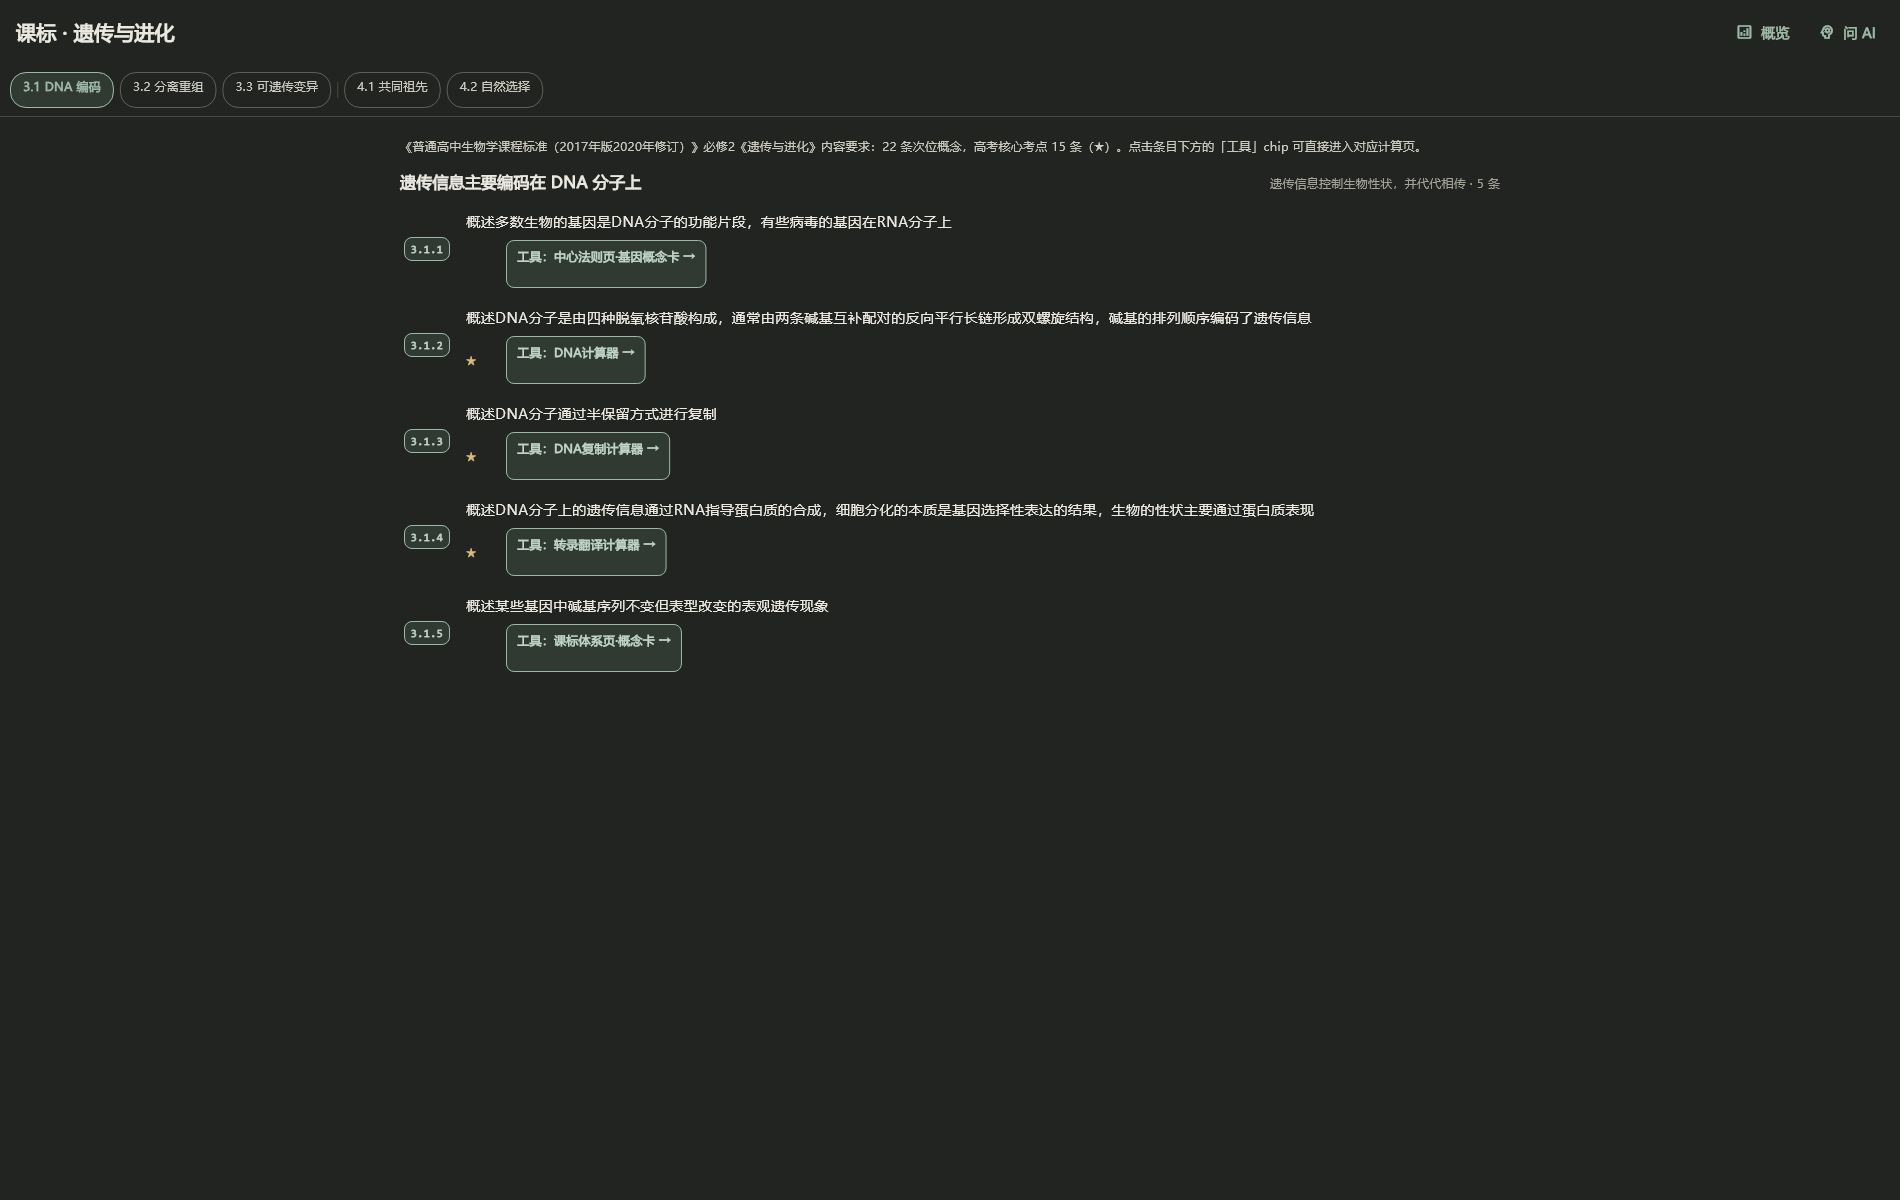 课标 · 遗传与进化
概览
问 AI
3.1 DNA 编码
3.2 分离重组
3.3 可遗传变异
4.1 共同祖先
4.2 自然选择
《普通高中生物学课程标准（2017年版2020年修订）》必修2《遗传与进化》内容要求：22 条次位概念，高考核心考点 15 条（★）。点击条目下方的「工具」chip 可直接进入对应计算页。
遗传信息主要编码在 DNA 分子上
遗传信息控制生物性状，并代代相传 · 5 条
3.1.1
概述多数生物的基因是DNA分子的功能片段，有些病毒的基因在RNA分子上
工具：中心法则页·基因概念卡 →
3.1.2
概述DNA分子是由四种脱氧核苷酸构成，通常由两条碱基互补配对的反向平行长链形成双螺旋结构，碱基的排列顺序编码了遗传信息
★
工具：DNA计算器 →
3.1.3
概述DNA分子通过半保留方式进行复制
★
工具：DNA复制计算器 →
3.1.4
概述DNA分子上的遗传信息通过RNA指导蛋白质的合成，细胞分化的本质是基因选择性表达的结果，生物的性状主要通过蛋白质表现
★
工具：转录翻译计算器 →
3.1.5
概述某些基因中碱基序列不变但表型改变的表观遗传现象
工具：课标体系页·概念卡 →